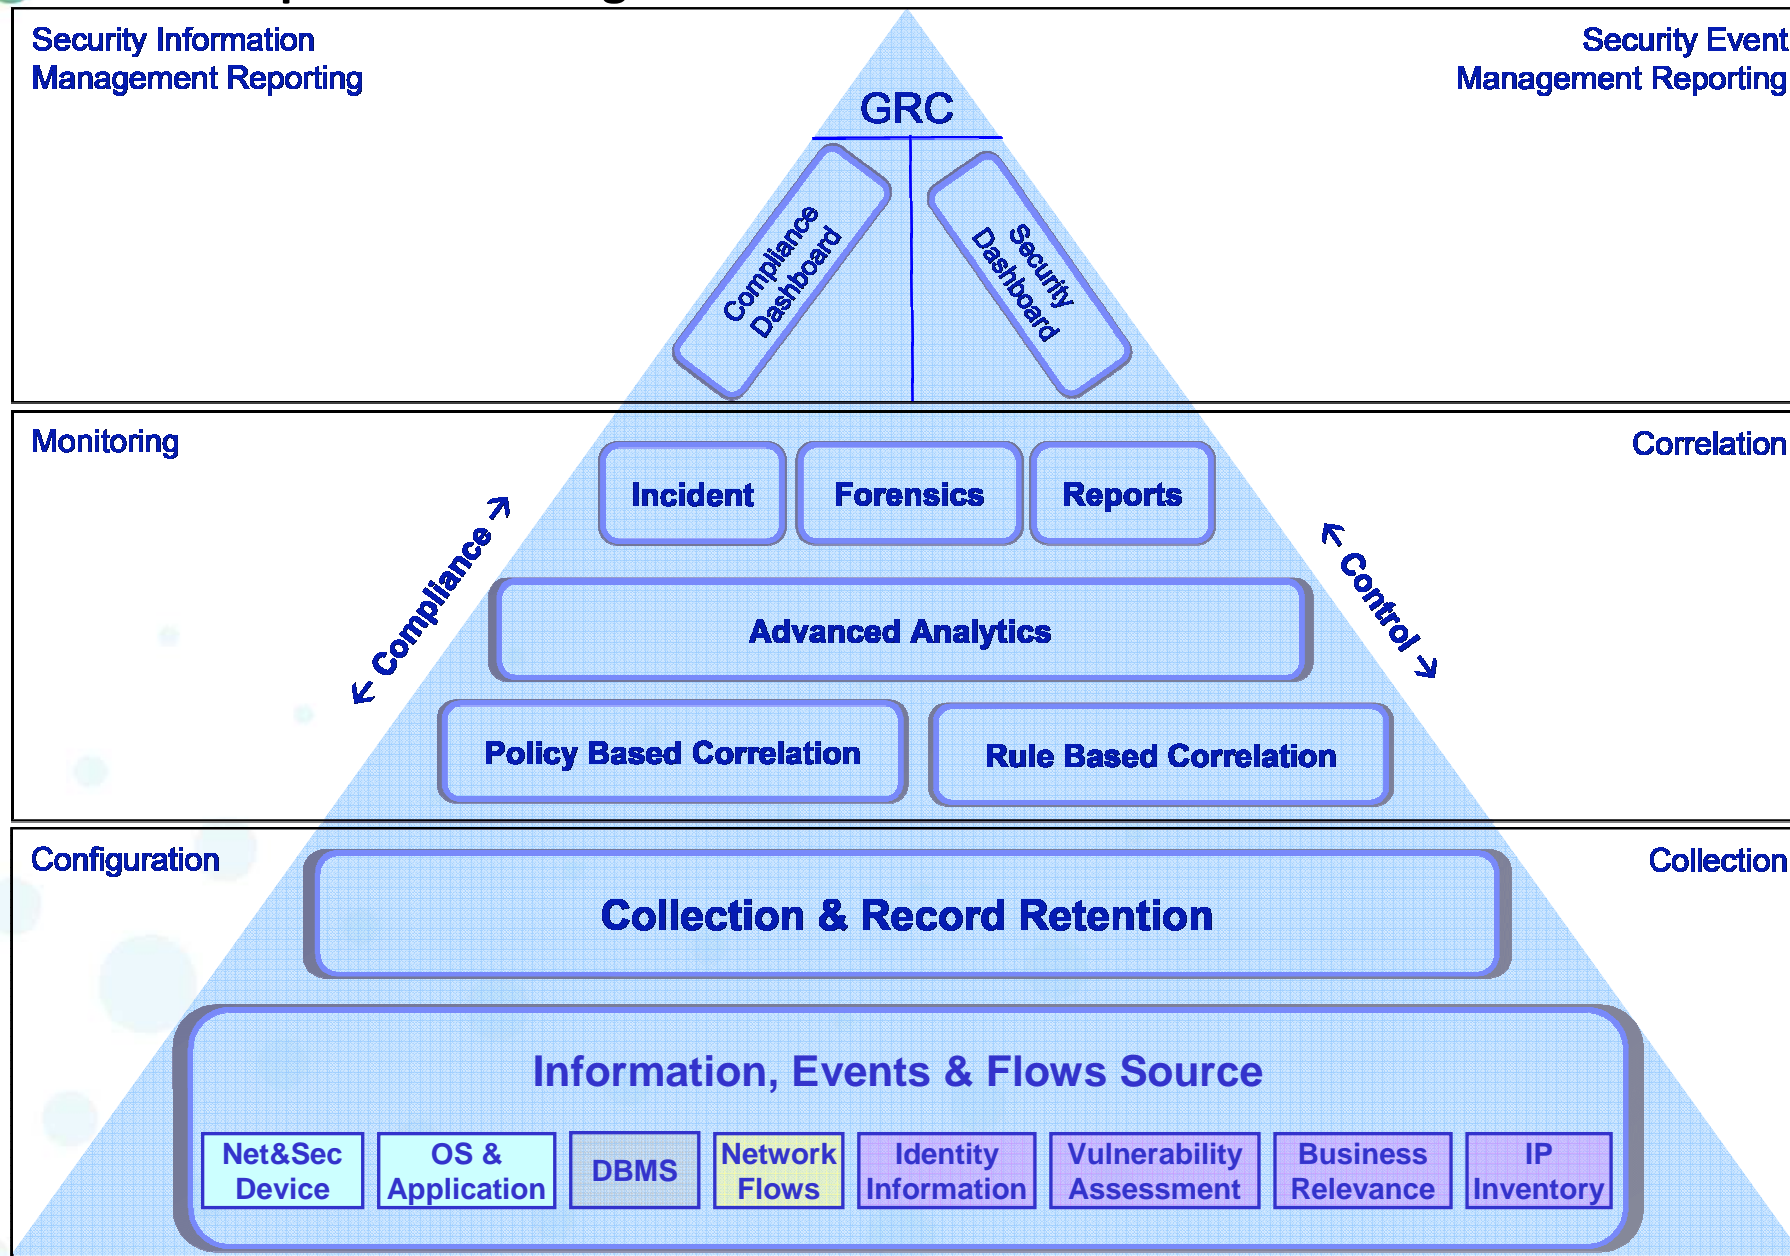 Security Information
Management Reporting
Security Event
Management Reporting
GRC
Compliance
Dashboard
Security
Dashboard
Monitoring
Correlation
Incident
Forensics
Reports
← Compliance →
← Control →
Advanced Analytics
Policy Based Correlation
Rule Based Correlation
Configuration
Collection
Collection & Record Retention
Information, Events & Flows Source
Net&Sec
Device
OS &
Application
DBMS
Network
Flows
Identity
Information
Vulnerability
Assessment
Business
Relevance
IP
Inventory